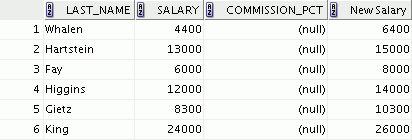 LAST_NAME SALARY COMMISSION_PCT New Salary
1 Whalen 4400 (null) 6400
2 Hartstein 13000 (null) 15000
3 Fay 6000 (null) 8000
4 Higgins 12000 (null) 14000
5 Gietz 8300 (null) 10300
6 King 24000 (null) 26000